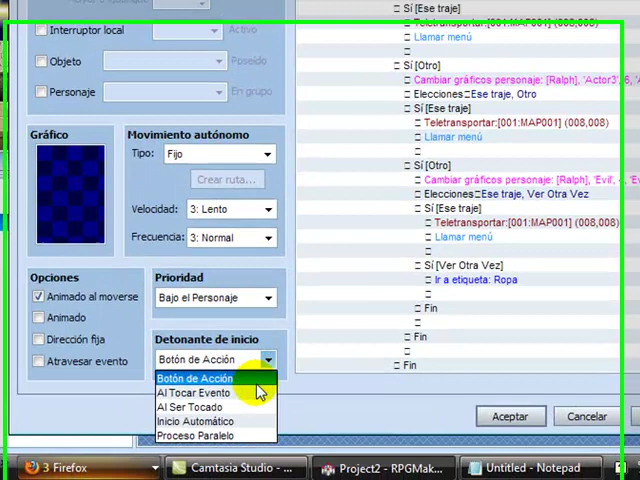 Interruptor local
Activo
Objeto
Poseído
Personaje
En grupo
Gráfico
Movimiento autónomo
Tipo:
Fijo
Crear ruta...
Velocidad:
3: Lento
Frecuencia:
3: Normal
Opciones
Animado al moverse
Animado
Dirección fija
Atravesar evento
Prioridad
Bajo el Personaje
Detonante de inicio
Botón de Acción
Botón de Acción
Al Tocar Evento
Al Ser Tocado
Inicio Automático
Proceso Paralelo
Sí [Ese traje]
Teletransportar:[001:MAP001] (008,008)
Llamar menú
Sí [Otro]
Cambiar gráficos personaje: [Ralph], 'Actor3', 6, 'A
Elecciones Ese traje, Otro
Sí [Ese traje]
Teletransportar:[001:MAP001] (008,008)
Llamar menú
Sí [Otro]
Cambiar gráficos personaje: [Ralph], 'Evil', 4, 'Ev
Elecciones Ese traje, Ver Otra Vez
Sí [Ese traje]
Teletransportar:[001:MAP001] (008,008)
Llamar menú
Sí [Ver Otra Vez]
Ir a etiqueta: Ropa
Fin
Fin
Fin
Aceptar
Cancelar
3 Firefox
Camtasia Studio - ...
Project2 - RPGMak...
Untitled - Notepad